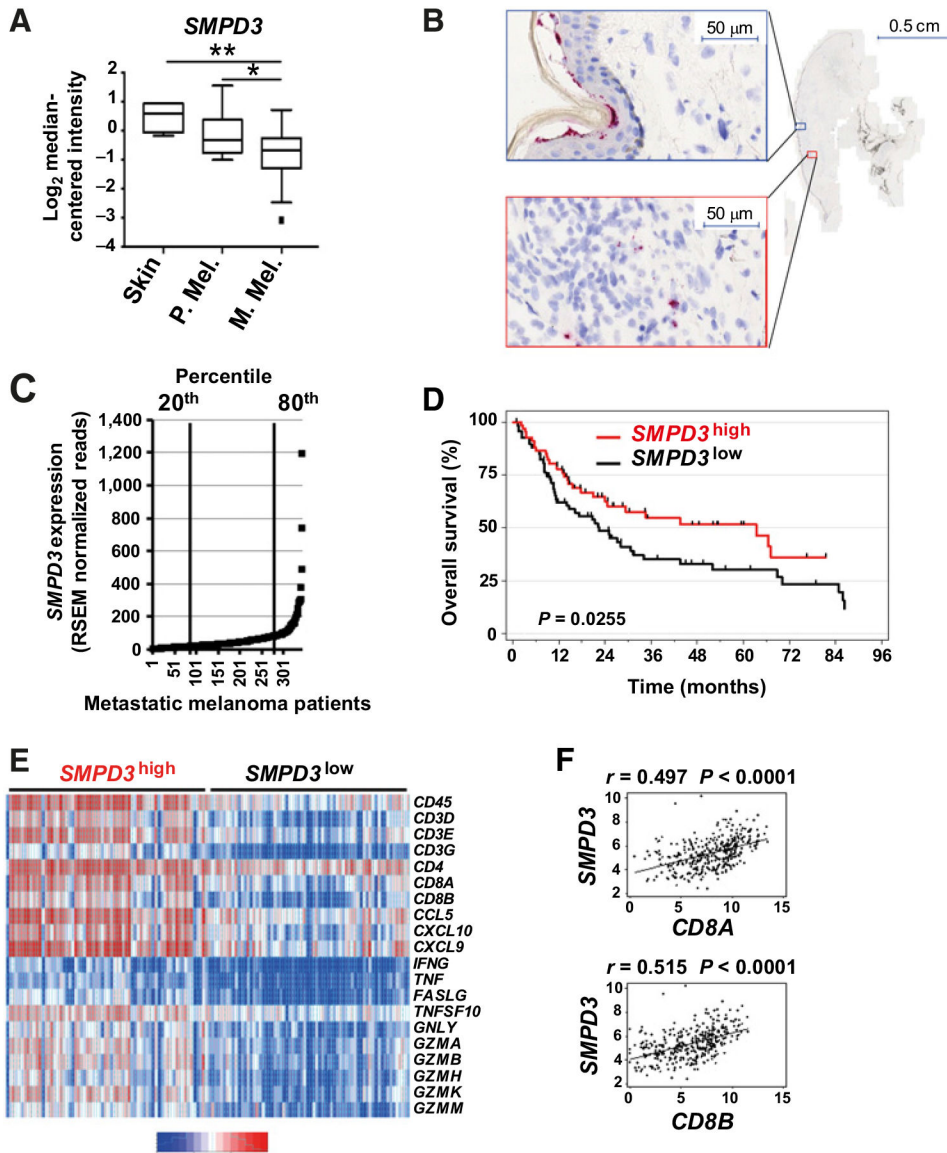 A
SMPD3
**
*
Log2 median-
centered intensity
2
1
0
−1
−2
−3
−4
Skin
P. Mel.
M. Mel.
B
50 μm
0.5 cm
50 μm
C
Percentile
20th
80th
SMPD3 expression
(RSEM normalized reads)
1,400
1,200
1,000
800
600
400
200
0
1
51
101
151
201
251
301
Metastatic melanoma patients
D
Overall survival (%)
100
75
50
25
0
SMPD3high
SMPD3low
P = 0.0255
0 12 24 36 48 60 72 84 96
Time (months)
E
SMPD3high
SMPD3low
CD45
CD3D
CD3E
CD3G
CD4
CD8A
CD8B
CCL5
CXCL10
CXCL9
IFNG
TNF
FASLG
TNFSF10
GNLY
GZMA
GZMB
GZMH
GZMK
GZMM
F
r = 0.497 P < 0.0001
SMPD3
10
8
6
4
2
0 5 10 15
CD8A
r = 0.515 P < 0.0001
SMPD3
10
8
6
4
2
0 5 10 15
CD8B